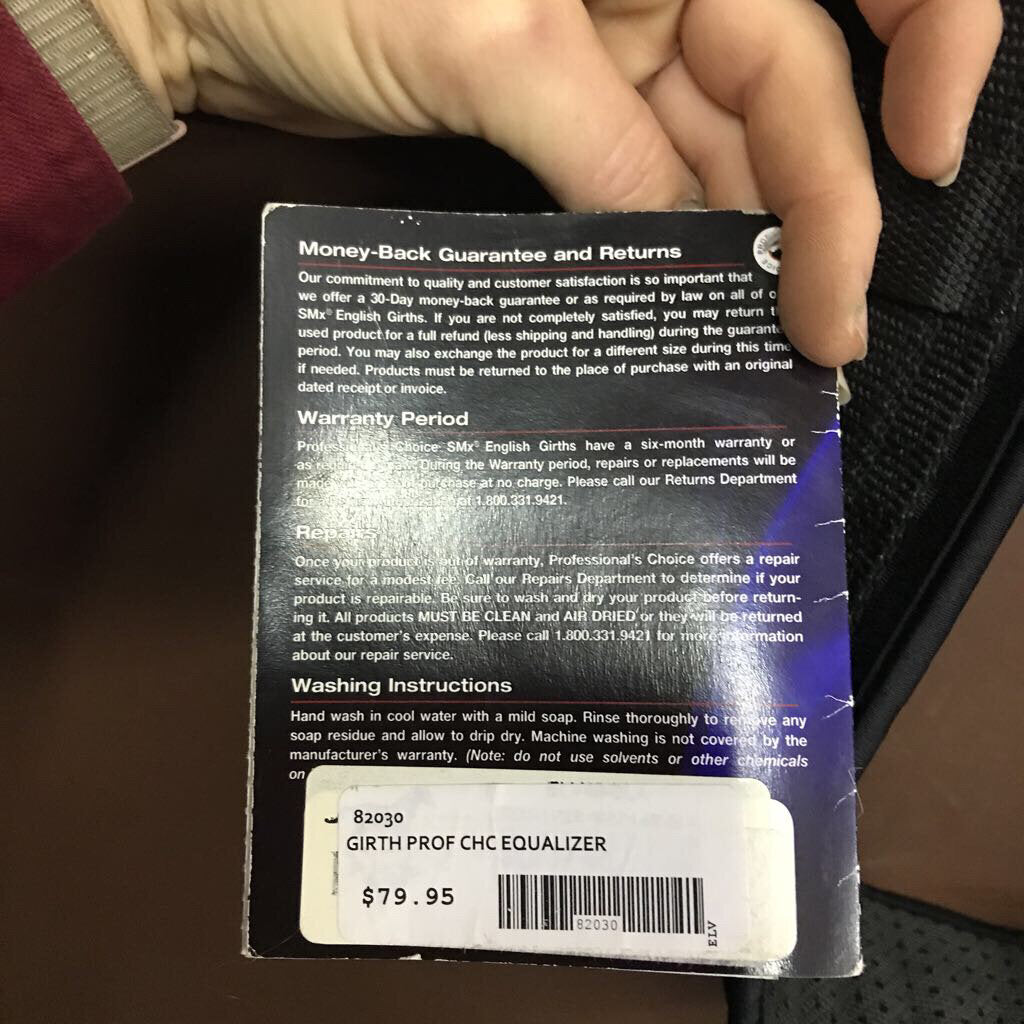 Money-Back Guarantee and Returns
Our commitment to quality and customer satisfaction is so important that
we offer a 30-Day money-back guarantee or as required by law on all of
SMx® English Girths. If you are not completely satisfied, you may return
used product for a full refund (less shipping and handling) during the
period. You may also exchange the product for a different size during this time
if needed. Products must be returned to the place of purchase with an original
dated receipt or invoice.
Warranty Period
Choice SMx® English Girths have a six-month warranty or
as During the Warranty period, repairs or replacements will be
made at no charge. Please call our Returns Department
for at 1.800.331.9421.
Repairs
Once your product is out of warranty, Professional's Choice offers a repair
service for a modest fee. Call our Repairs Department to determine if your
product is repairable. Be sure to wash and dry your product before return-
ing it. All products MUST BE CLEAN and AIR DRIED or they will be returned
at the customer's expense. Please call 1.800.331.9421 for more information
about our repair service.
Washing Instructions
Hand wash in cool water with a mild soap. Rinse thoroughly to remove any
soap residue and allow to drip dry. Machine washing is not covered by the
manufacturer's warranty. (Note: do not use solvents or other chemicals
on
82030
GIRTH PROF CHC EQUALIZER
$79.95
82030
ELV